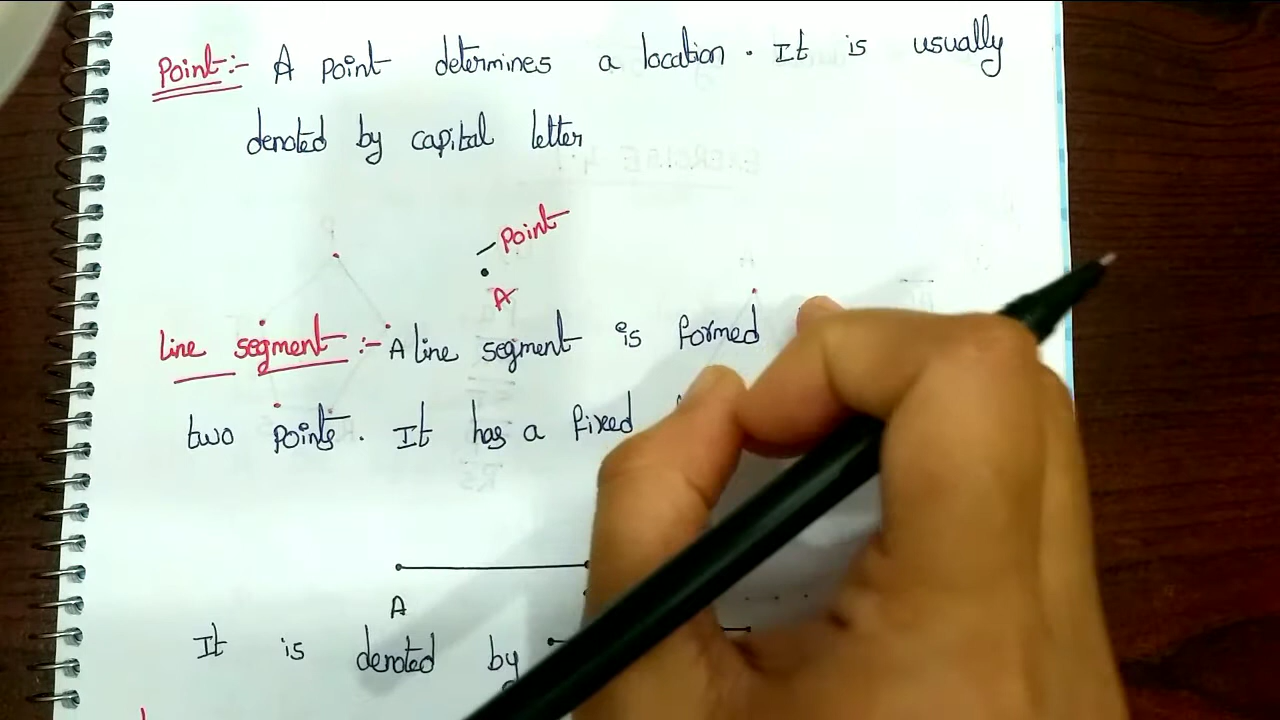 Point:- A point determines a location. It is usually
denoted by capital letter
Point
A
line segment :- A line segment is formed
two points. It has a fixed
A
It is denoted by